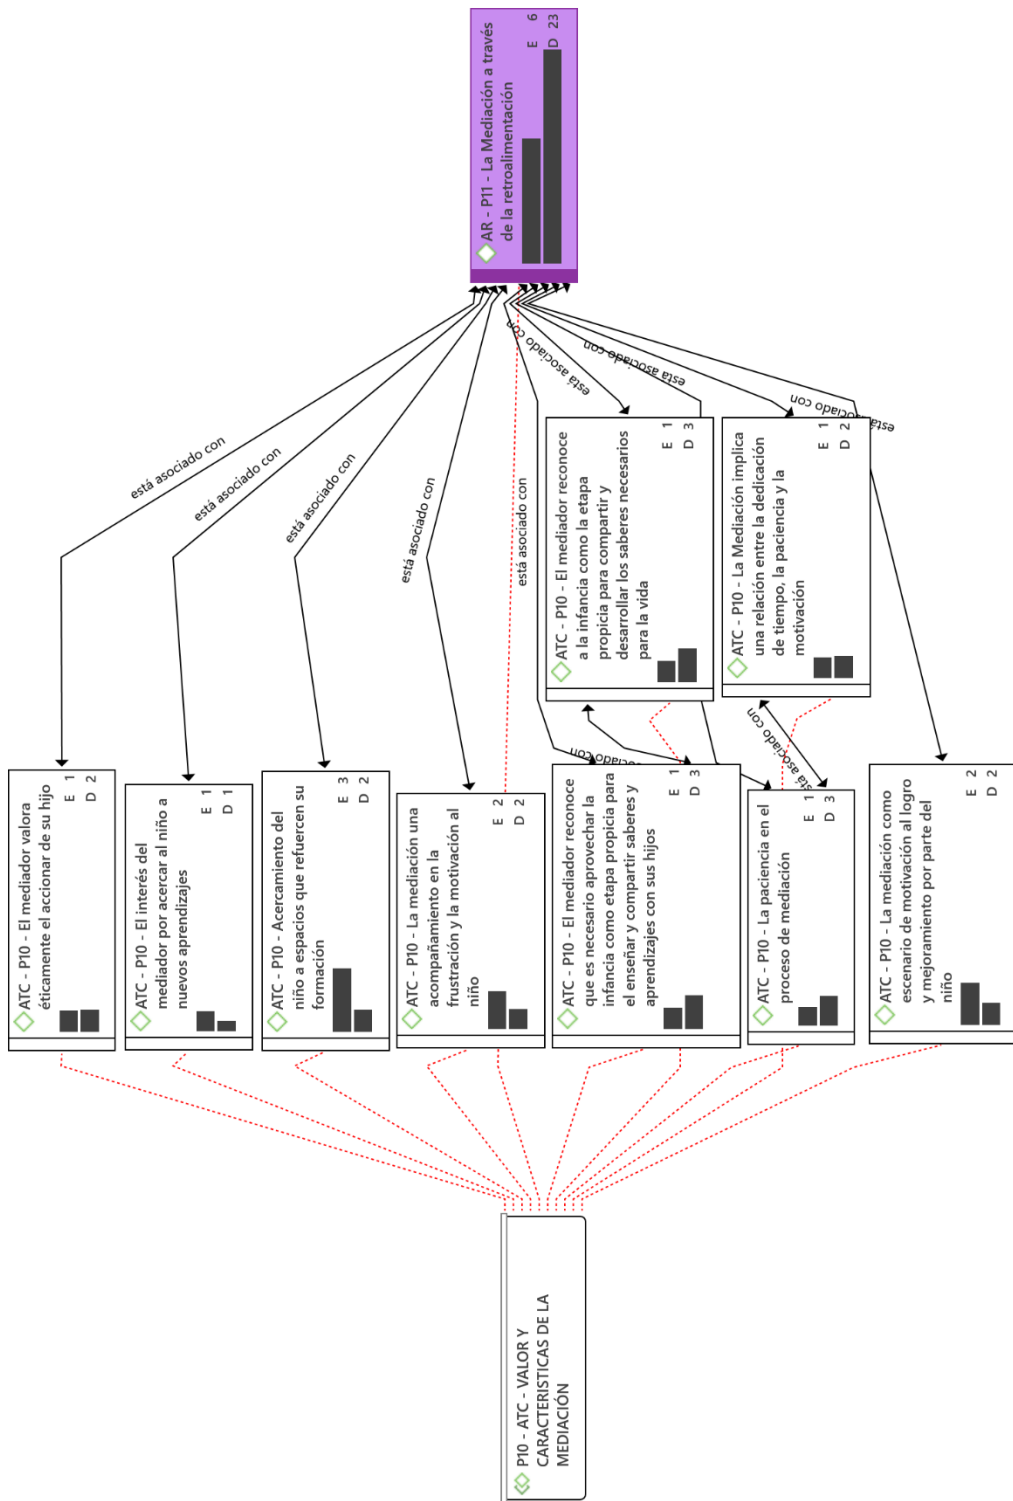 AR - P11 - La Mediación a través
de la retroalimentación
E 6
D 23
está asociado con
está asociado con
está asociado con
está asociado con
está asociado con
está asociado con
está asociado con
está asociado con
ATC - P10 - El mediador reconoce
a la infancia como la etapa
propicia para compartir y
desarrollar los saberes necesarios
para la vida
E 1
D 3
ATC - P10 - La Mediación implica
una relación entre la dedicación
de tiempo, la paciencia y la
motivación
E 1
D 2
asociado con
está asociado con
ATC - P10 - El mediador valora
éticamente el accionar de su hijo
E 1
D 2
ATC - P10 - El interés del
mediador por acercar al niño a
nuevos aprendizajes
E 1
D 1
ATC - P10 - Acercamiento del
niño a espacios que refuercen su
formación
E 3
D 2
ATC - P10 - La mediación una
acompañamiento en la
frustración y la motivación al
niño
E 2
D 2
ATC - P10 - El mediador reconoce
que es necesario aprovechar la
infancia como etapa propicia para
el enseñar y compartir saberes y
aprendizajes con sus hijos
E 1
D 3
ATC - P10 - La paciencia en el
proceso de mediación
E 1
D 3
ATC - P10 - La mediación como
escenario de motivación al logro
y mejoramiento por parte del
niño
E 2
D 2
P10 - ATC - VALOR Y
CARACTERISTICAS DE LA
MEDIACIÓN